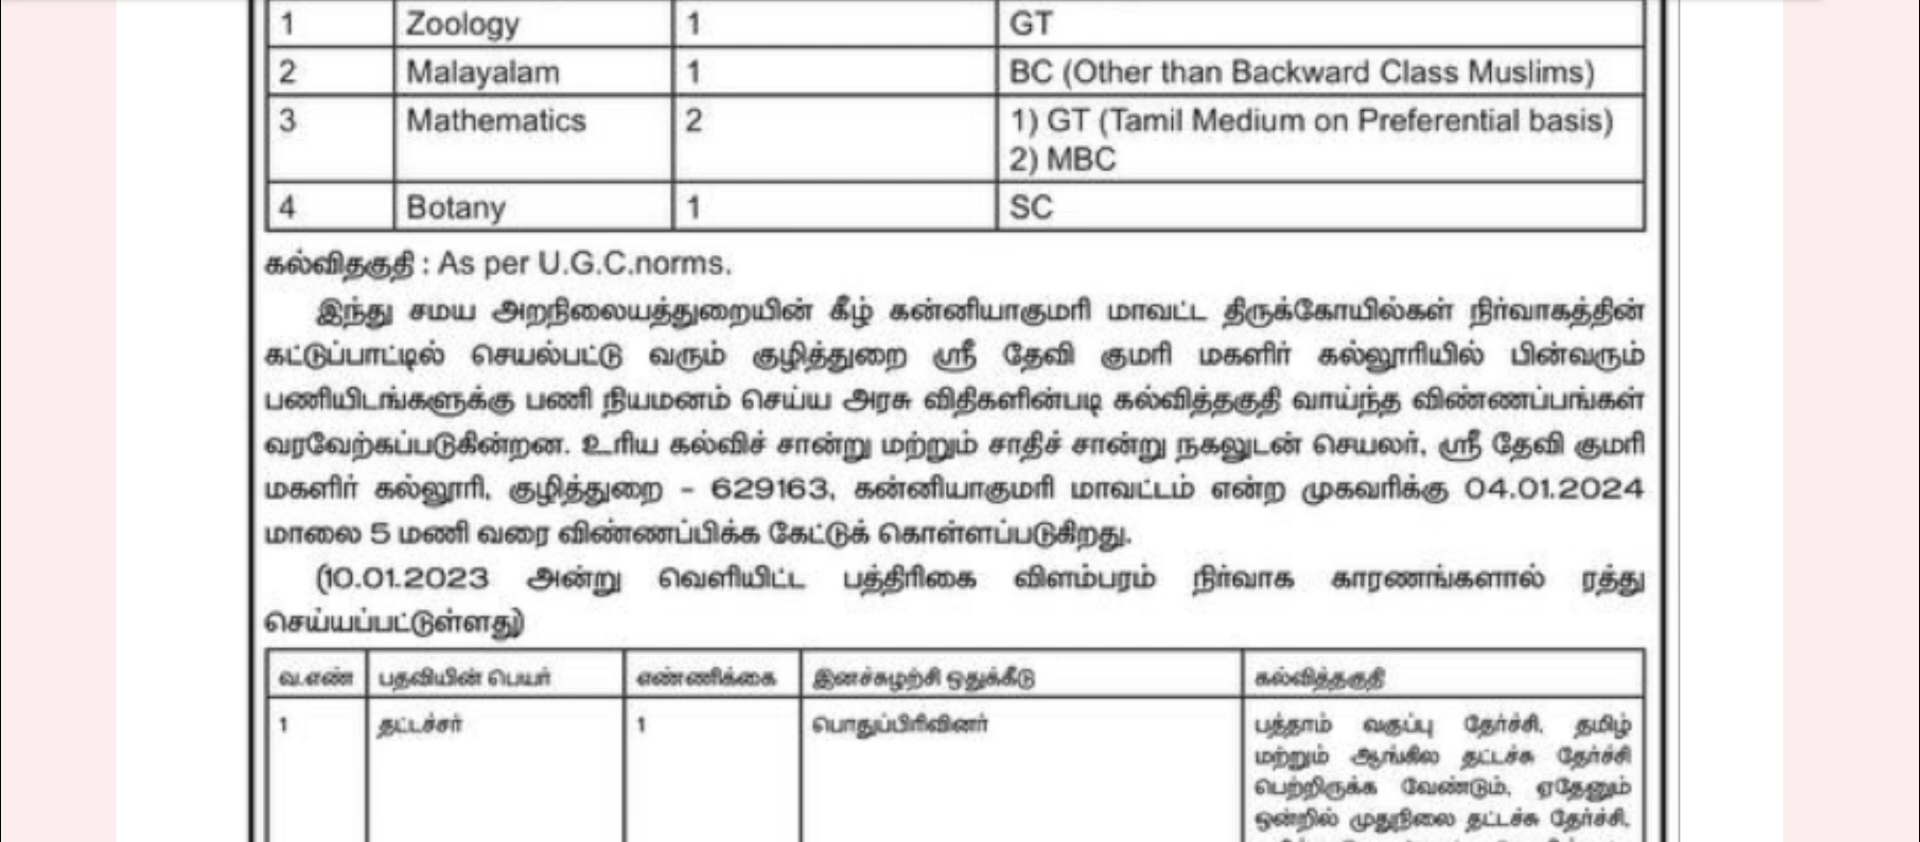 1 Zoology 1 GT
2 Malayalam 1 BC (Other than Backward Class Muslims)
3 Mathematics 2 1) GT (Tamil Medium on Preferential basis)
2) MBC
4 Botany 1 SC
கல்விதகுதி : As per U.G.C.norms.
இந்து சமய அறநிலையத்துறையின் கீழ் கன்னியாகுமரி மாவட்ட திருக்கோயில்கள் நிர்வாகத்தின்
கட்டுப்பாட்டில் செயல்பட்டு வரும் குழித்துறை ஸ்ரீ தேவி குமரி மகளிர் கல்லூரியில் பின்வரும்
பணியிடங்களுக்கு பணி நியமனம் செய்ய அரசு விதிகளின்படி கல்வித்தகுதி வாய்ந்த விண்ணப்பங்கள்
வரவேற்கப்படுகின்றன. உரிய கல்விச் சான்று மற்றும் சாதிச் சான்று நகலுடன் செயலர், ஸ்ரீ தேவி குமரி
மகளிர் கல்லூரி, குழித்துறை - 629163, கன்னியாகுமரி மாவட்டம் என்ற முகவரிக்கு 04.01.2024
மாலை 5 மணி வரை விண்ணப்பிக்க கேட்டுக் கொள்ளப்படுகிறது.
(10.01.2023 அன்று வெளியிட்ட பத்திரிகை விளம்பரம் நிர்வாக காரணங்களால் ரத்து
செய்யப்பட்டுள்ளது)
வ.எண் பதவியின் பெயர் எண்ணிக்கை இனச்சுழற்சி ஒதுக்கீடு கல்வித்தகுதி
1 தட்டச்சர் 1 பொதுப்பிரிவினர் பத்தாம் வகுப்பு தேர்ச்சி, தமிழ்
மற்றும் ஆங்கில தட்டச்சு தேர்ச்சி
பெற்றிருக்க வேண்டும், ஏதேனும்
ஒன்றில் முதுநிலை தட்டச்சு தேர்ச்சி,